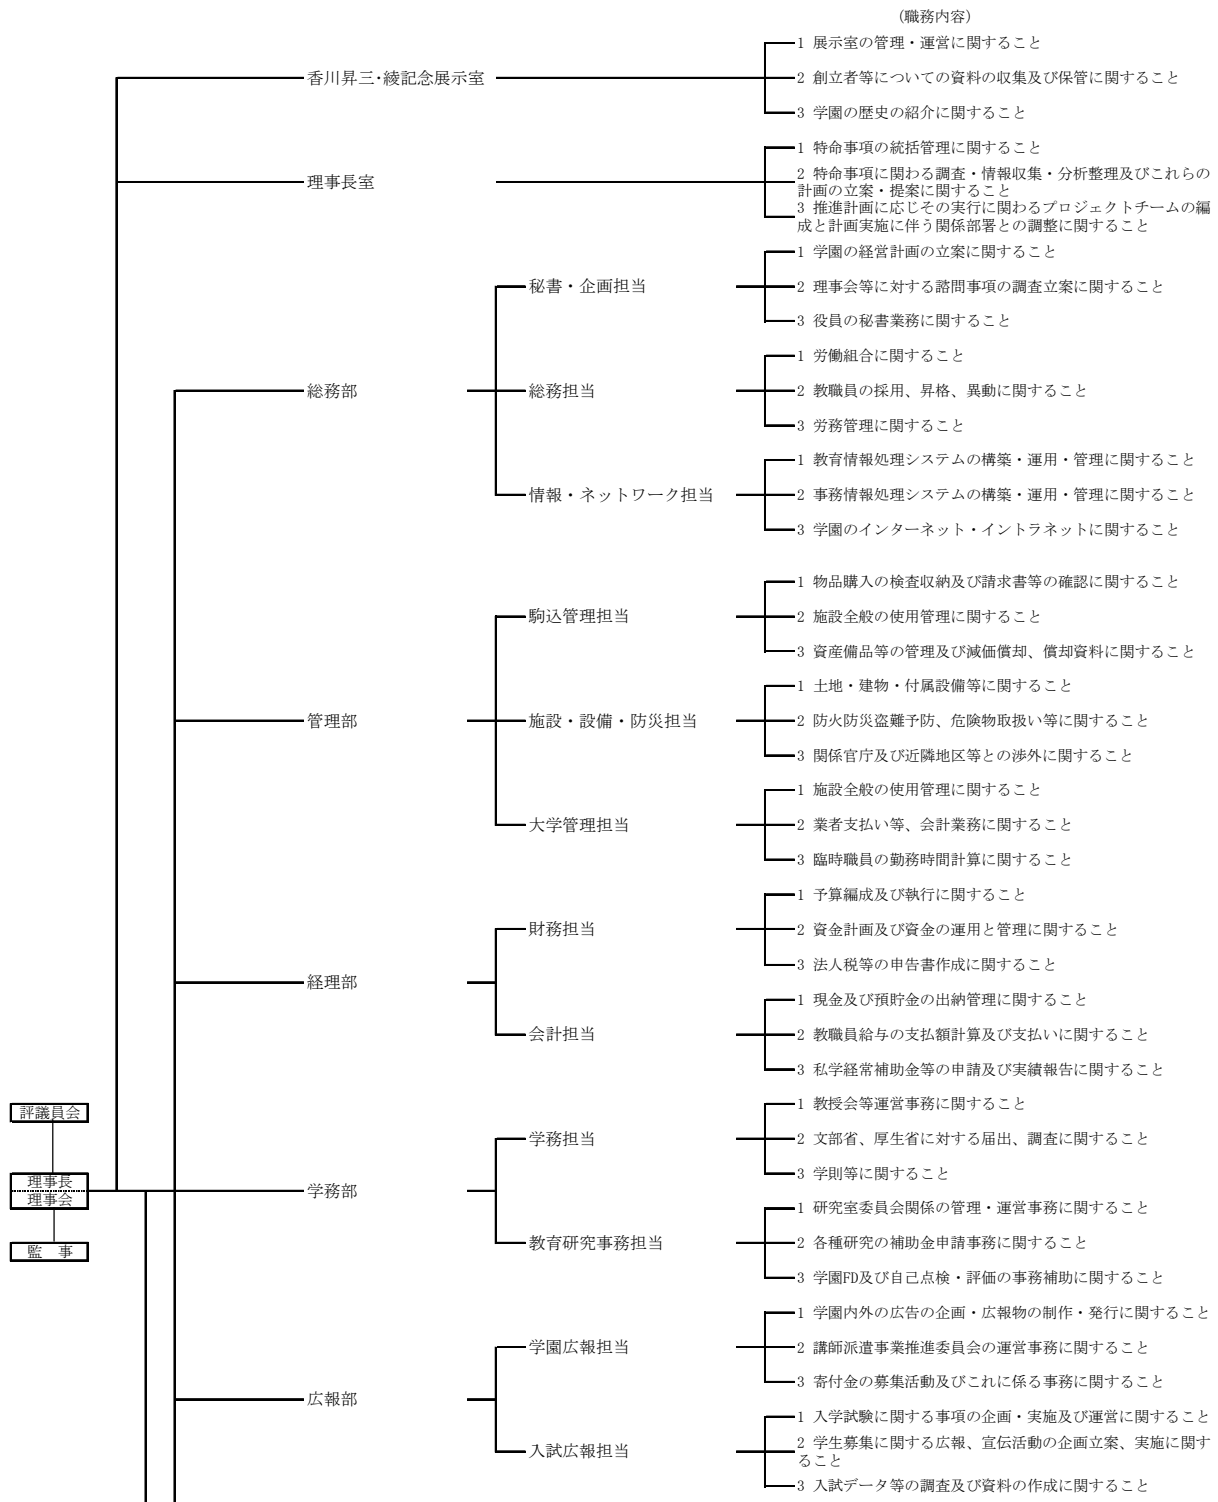 (職務内容)
1 展示室の管理・運営に関すること
香川昇三・綾記念展示室
2 創立者等についての資料の収集及び保管に関すること
3 学園の歴史の紹介に関すること
1 特命事項の統括管理に関すること
理事長室
2 特命事項に関わる調査・情報収集・分析整理及びこれらの
計画の立案・提案に関すること
3 推進計画に応じその実行に関わるプロジェクトチームの編
成と計画実施に伴う関係部署との調整に関すること
1 学園の経営計画の立案に関すること
秘書・企画担当
2 理事会等に対する諮問事項の調査立案に関すること
3 役員の秘書業務に関すること
1 労働組合に関すること
総務部
総務担当
2 教職員の採用、昇格、異動に関すること
3 労務管理に関すること
1 教育情報処理システムの構築・運用・管理に関すること
情報・ネットワーク担当
2 事務情報処理システムの構築・運用・管理に関すること
3 学園のインターネット・イントラネットに関すること
1 物品購入の検査収納及び請求書等の確認に関すること
駒込管理担当
2 施設全般の使用管理に関すること
3 資産備品等の管理及び減価償却、償却資料に関すること
1 土地・建物・付属設備等に関すること
管理部
施設・設備・防災担当
2 防火防災盗難予防、危険物取扱い等に関すること
3 関係官庁及び近隣地区等との渉外に関すること
1 施設全般の使用管理に関すること
大学管理担当
2 業者支払い等、会計業務に関すること
3 臨時職員の勤務時間計算に関すること
1 予算編成及び執行に関すること
財務担当
2 資金計画及び資金の運用と管理に関すること
3 法人税等の申告書作成に関すること
経理部
1 現金及び預貯金の出納管理に関すること
会計担当
2 教職員給与の支払額計算及び支払いに関すること
3 私学経常補助金等の申請及び実績報告に関すること
評議員会
1 教授会等運営事務に関すること
学務担当
2 文部省、厚生省に対する届出、調査に関すること
3 学則等に関すること
理事長
理事会
学務部
1 研究室委員会関係の管理・運営事務に関すること
監　事
教育研究事務担当
2 各種研究の補助金申請事務に関すること
3 学園FD及び自己点検・評価の事務補助に関すること
1 学園内外の広告の企画・広報物の制作・発行に関すること
学園広報担当
2 講師派遣事業推進委員会の運営事務に関すること
3 寄付金の募集活動及びこれに係る事務に関すること
広報部
1 入学試験に関する事項の企画・実施及び運営に関すること
入試広報担当
2 学生募集に関する広報、宣伝活動の企画立案、実施に関す
ること
3 入試データ等の調査及び資料の作成に関すること